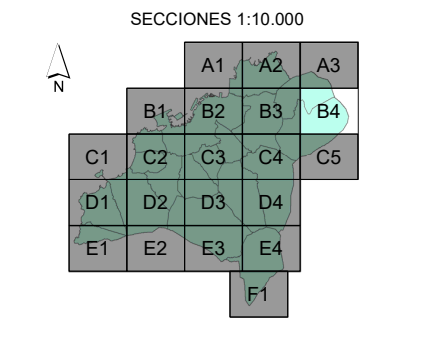 SECCIONES 1:10.000
N
A1 A2 A3
B1 B2 B3 B4
C1 C2 C3 C4 C5
D1 D2 D3 D4
E1 E2 E3 E4
F1